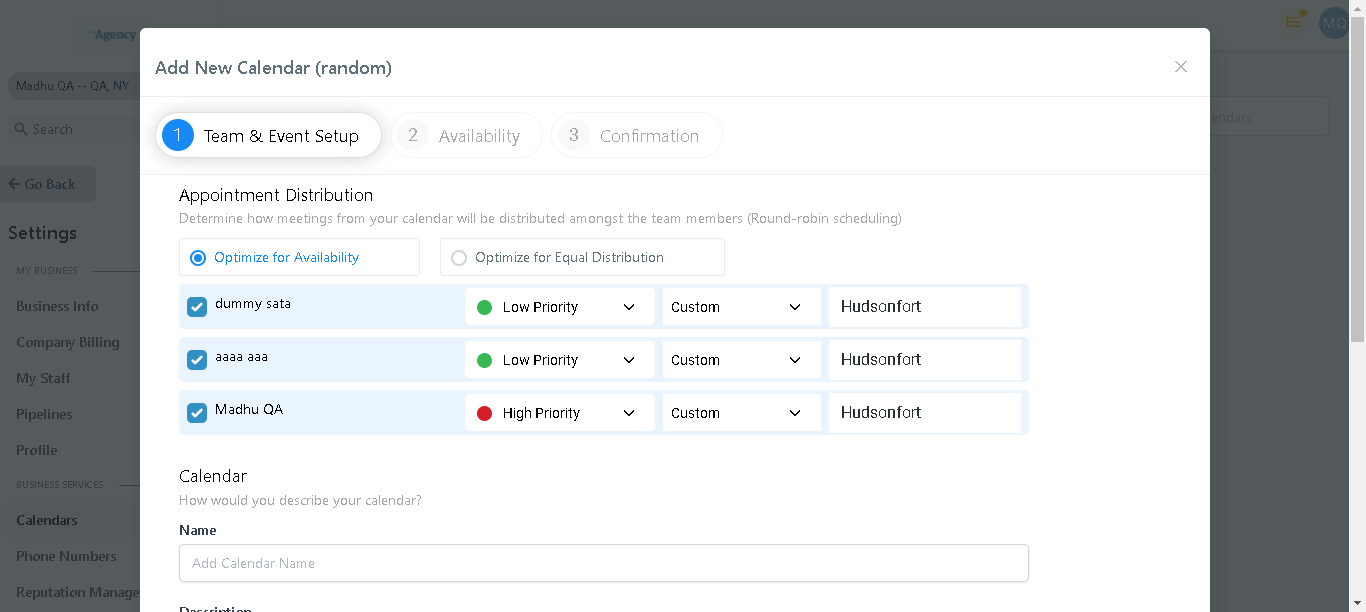 Agency
MQ
Add New Calendar (random)
Madhu QA -- QA, NY
Search
Go Back
Settings
MY BUSINESS
Business Info
Company Billing
My Staff
Pipelines
Profile
BUSINESS SERVICES
Calendars
Phone Numbers
Reputation Manage
1 Team & Event Setup
2 Availability
3 Confirmation
Appointment Distribution
Determine how meetings from your calendar will be distributed amongst the team members (Round-robin scheduling)
Optimize for Availability
Optimize for Equal Distribution
dummy sata Low Priority Custom Hudsonfort
aaaa aaa Low Priority Custom Hudsonfort
Madhu QA High Priority Custom Hudsonfort
Calendar
How would you describe your calendar?
Name
Add Calendar Name
Description
endars